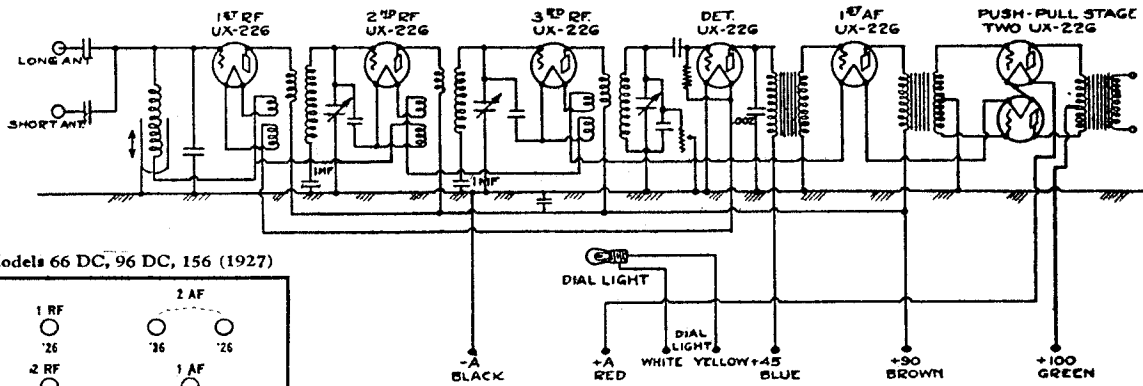 1ST RF
UX-226
2ND RF
UX-226
3RD RF.
UX-226
DET.
UX-226
1ST AF
UX-226
PUSH-PULL STAGE
TWO UX-226
LONG ANT
SHORT ANT.
1MF
1MF
.002
odels 66 DC, 96 DC, 156 (1927)
1 RF
'26
2 AF
'26
'26
2 RF
1 AF
DIAL LIGHT
-A
BLACK
+A
RED
WHITE
DIAL
LIGHT
YELLOW
+45
BLUE
+90
BROWN
+100
GREEN